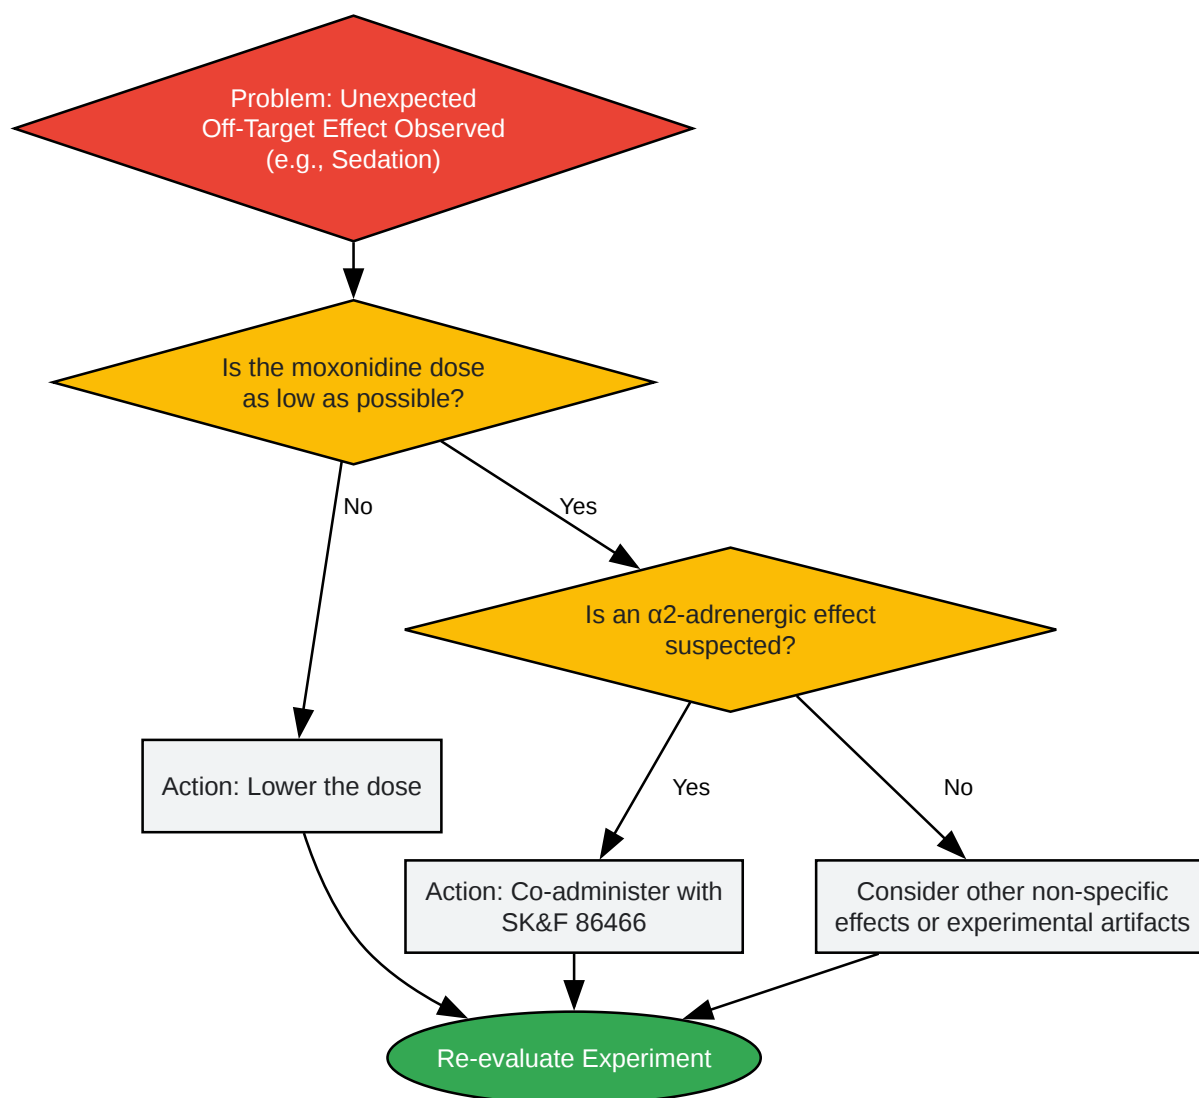 Problem: Unexpected
Off-Target Effect Observed
(e.g., Sedation)
Is the moxonidine dose
as low as possible?
No
Yes
Is an α2-adrenergic effect
suspected?
Action: Lower the dose
Yes
No
Action: Co-administer with
SK&F 86466
Consider other non-specific
effects or experimental artifacts
Re-evaluate Experiment